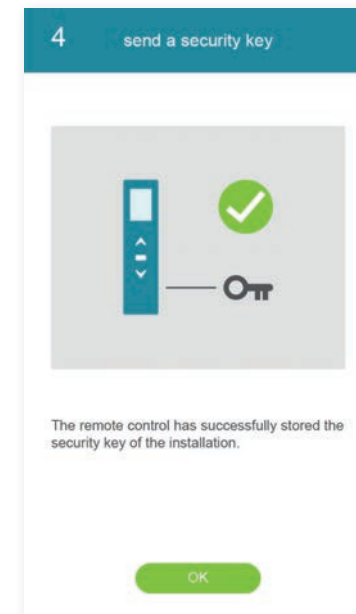 4 send a security key
The remote control has successfully stored the
security key of the installation.
OK